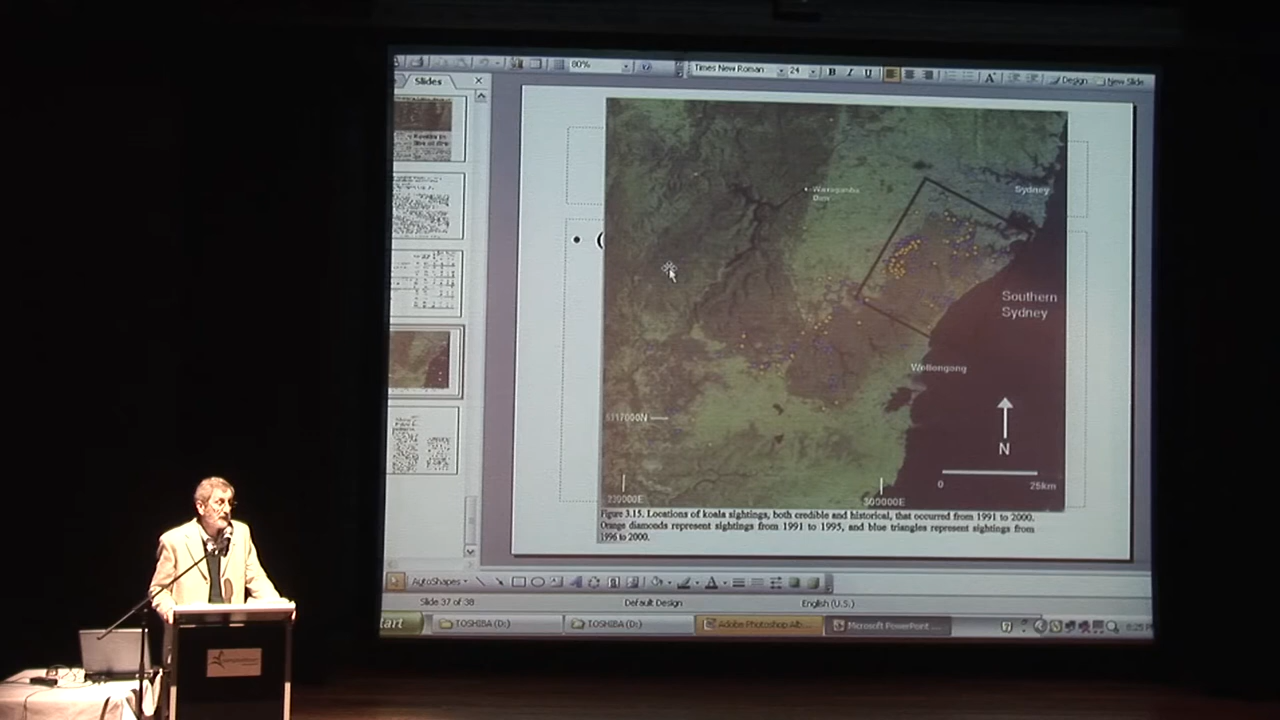 80%
Times New Roman
24
B I U
Design
New Slide
Slides
Warragamba
Dam
Sydney
Southern
Sydney
Wollongong
N
0 25km
300000E
Figure 3.15. Locations of koala sightings, both credible and historical, that occurred from 1991 to 2000.
Orange diamonds represent sightings from 1991 to 1995, and blue triangles represent sightings from
1996 to 2000.
AutoShapes
Slide 37 of 38
Default Design
English (U.S.)
tart
TOSHIBA (D:)
TOSHIBA (D:)
Adobe Photoshop Alb...
Microsoft PowerPoint ...